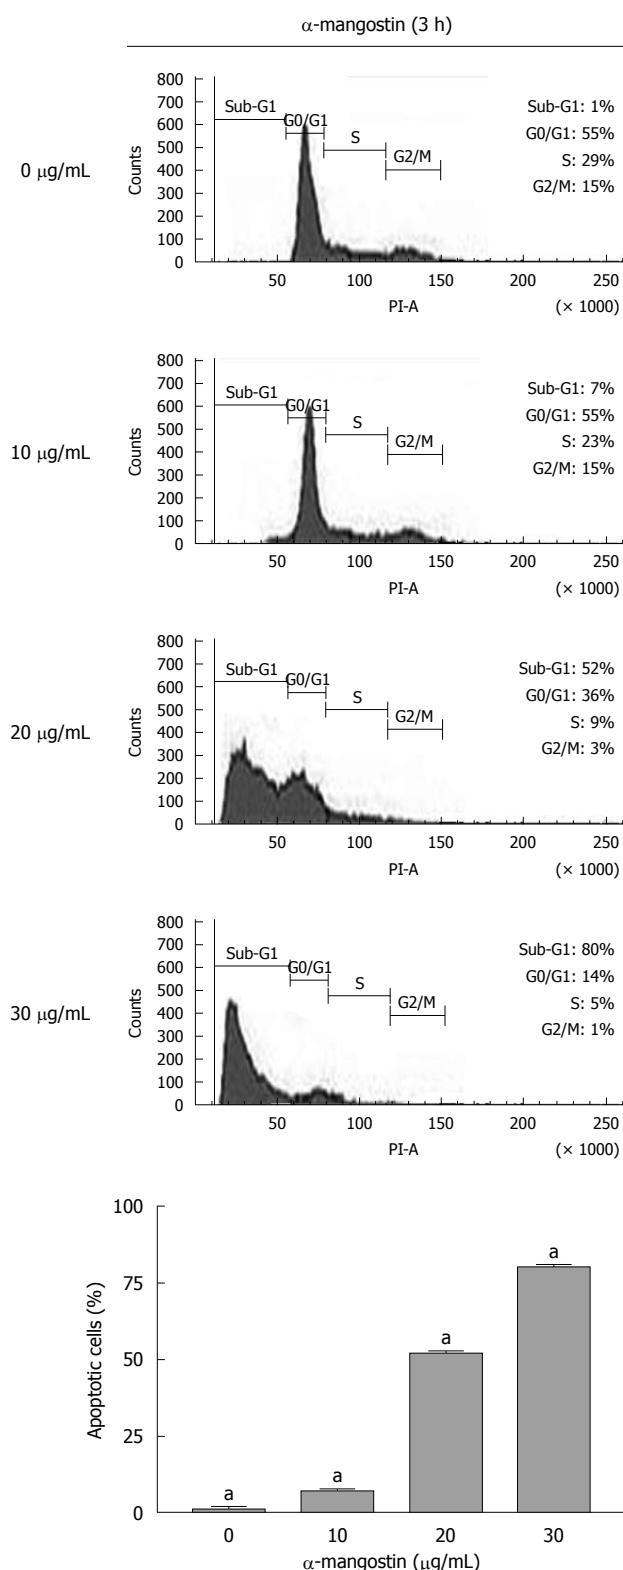 α-mangostin (3 h)
0 μg/mL
800
700
600
500
400
300
200
100
0
Counts
Sub-G1
G0/G1
S
G2/M
Sub-G1: 1%
G0/G1: 55%
S: 29%
G2/M: 15%
50 100 150 200 250
PI-A (× 1000)
10 μg/mL
800
700
600
500
400
300
200
100
0
Counts
Sub-G1
G0/G1
S
G2/M
Sub-G1: 7%
G0/G1: 55%
S: 23%
G2/M: 15%
50 100 150 200 250
PI-A (× 1000)
20 μg/mL
800
700
600
500
400
300
200
100
0
Counts
Sub-G1
G0/G1
S
G2/M
Sub-G1: 52%
G0/G1: 36%
S: 9%
G2/M: 3%
50 100 150 200 250
PI-A (× 1000)
30 μg/mL
800
700
600
500
400
300
200
100
0
Counts
Sub-G1
G0/G1
S
G2/M
Sub-G1: 80%
G0/G1: 14%
S: 5%
G2/M: 1%
50 100 150 200 250
PI-A (× 1000)
100
75
50
25
0
Apoptotic cells (%)
a
a
a
a
0 10 20 30
α-mangostin (μg/mL)